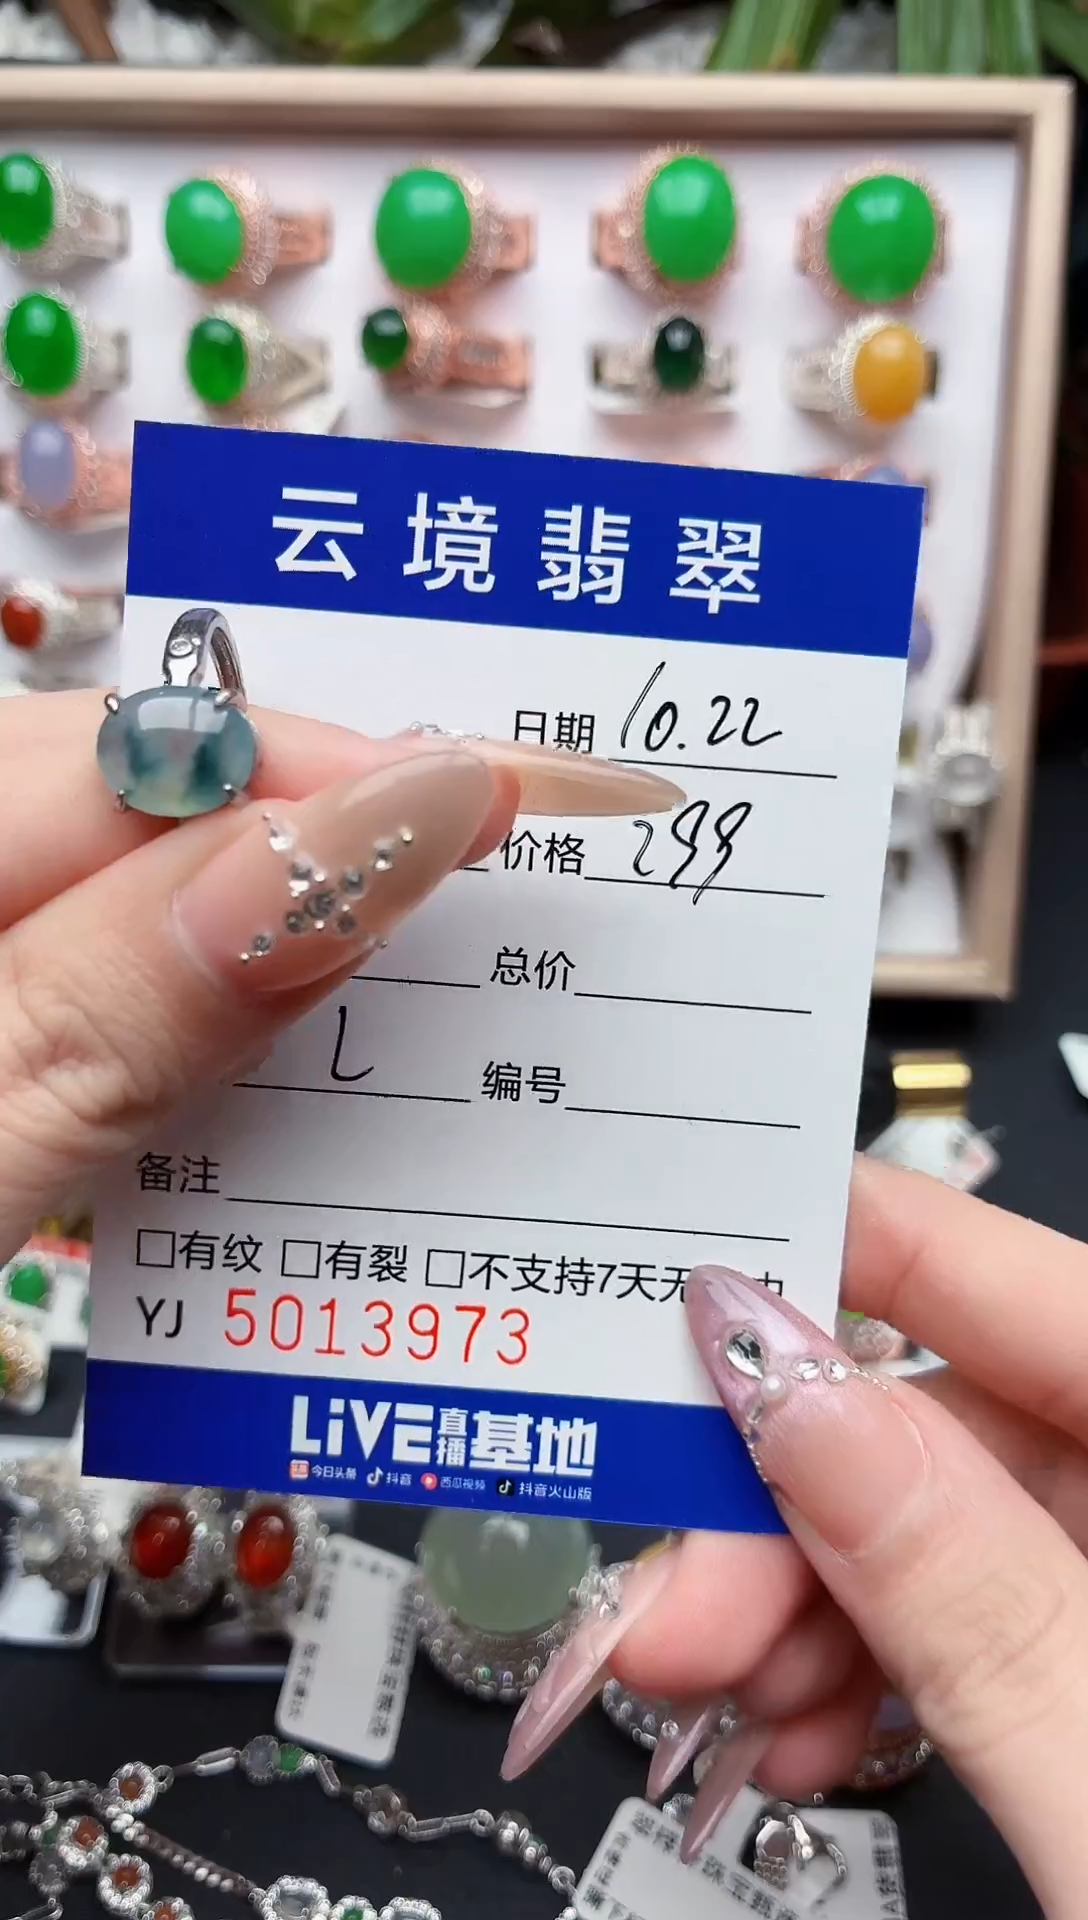 云境翡翠
日期 10.22
价格 299
总价
L 编号
备注
□有纹 □有裂 □不支持7天无
YJ 5013973
LiVE直播基地
今日头条 抖音 西瓜视频 抖音火山版